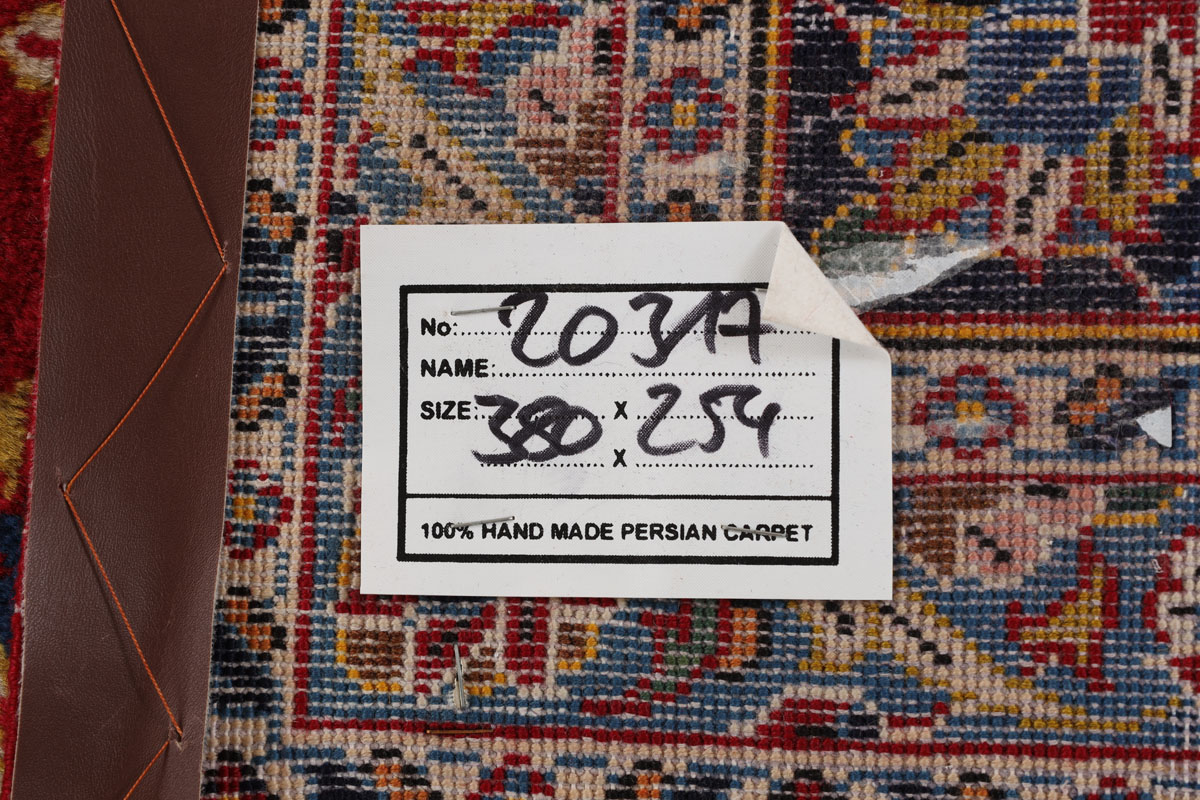 No: 20317
NAME:
SIZE: 380 X 254
X
100% HAND MADE PERSIAN CARPET